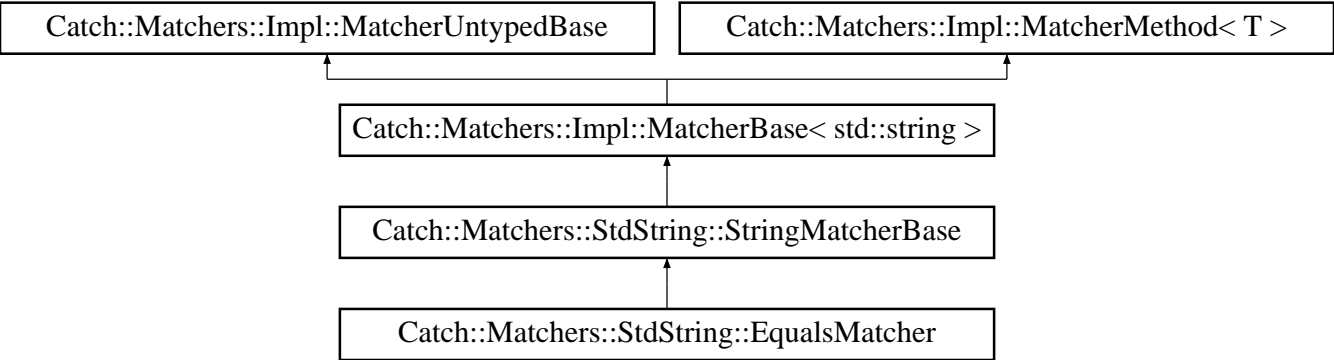 Catch::Matchers::Impl::MatcherUntypedBase
Catch::Matchers::Impl::MatcherMethod< T >
Catch::Matchers::Impl::MatcherBase< std::string >
Catch::Matchers::StdString::StringMatcherBase
Catch::Matchers::StdString::EqualsMatcher